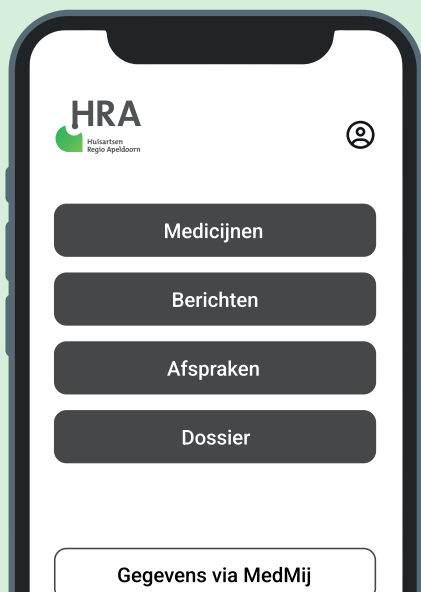 HRA
Huisartsen
Regio Apeldoorn
Medicijnen
Berichten
Afspraken
Dossier
Gegevens via MedMij